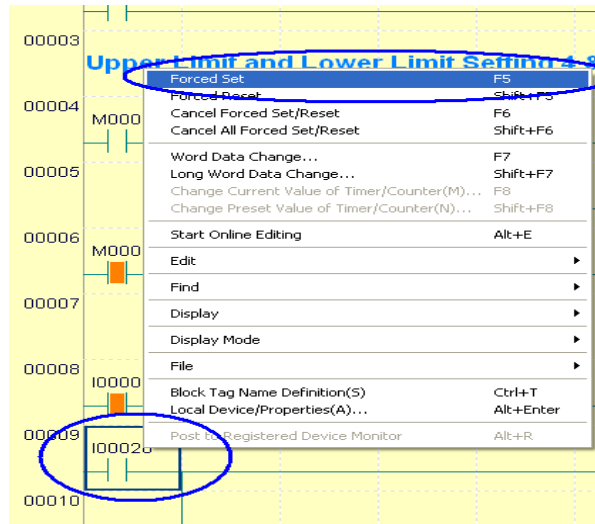 00003
Upper Limit and Lower Limit Setting 4 8
Forced Set F5
Forced Reset Shift+F5
00004
M000
Cancel Forced Set/Reset F6
Cancel All Forced Set/Reset Shift+F6
Word Data Change... F7
00005
Long Word Data Change... Shift+F7
Change Current Value of Timer/Counter(M)... F8
Change Preset Value of Timer/Counter(N)... Shift+F8
00006
Start Online Editing Alt+E
M000
Edit
Find
00007
Display
Display Mode
00008
File
I0000
Block Tag Name Definition(S) Ctrl+T
Local Device/Properties(A)... Alt+Enter
00009
Post to Registered Device Monitor Alt+R
I00028
00010